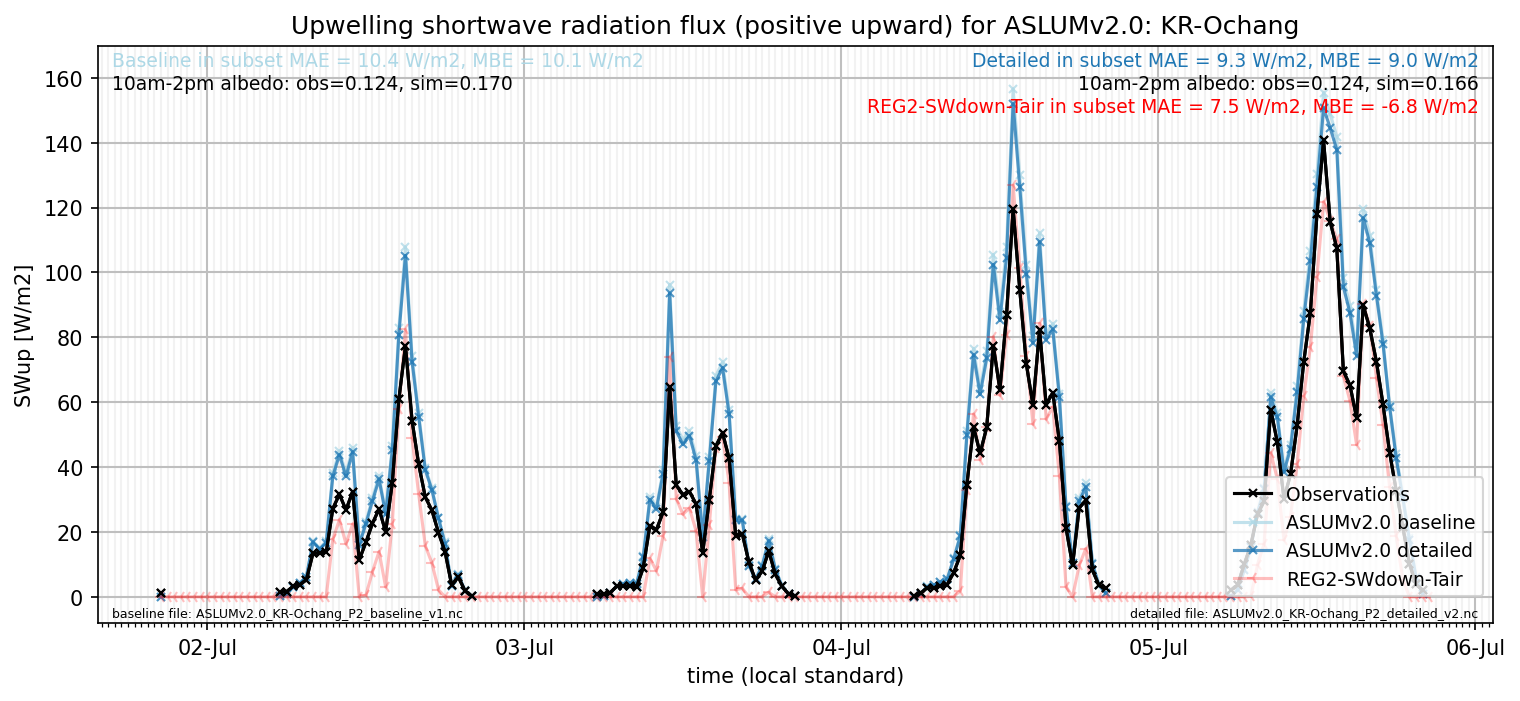 Upwelling shortwave radiation flux (positive upward) for ASLUMv2.0: KR-Ochang
Baseline in subset MAE = 10.4 W/m2, MBE = 10.1 W/m2
10am-2pm albedo: obs=0.124, sim=0.170
Detailed in subset MAE = 9.3 W/m2, MBE = 9.0 W/m2
10am-2pm albedo: obs=0.124, sim=0.166
REG2-SWdown-Tair in subset MAE = 7.5 W/m2, MBE = -6.8 W/m2
SWup [W/m2]
160
140
120
100
80
60
40
20
0
Observations
ASLUMv2.0 baseline
ASLUMv2.0 detailed
REG2-SWdown-Tair
baseline file: ASLUMv2.0_KR-Ochang_P2_baseline_v1.nc
detailed file: ASLUMv2.0_KR-Ochang_P2_detailed_v2.nc
02-Jul
03-Jul
04-Jul
05-Jul
06-Jul
time (local standard)